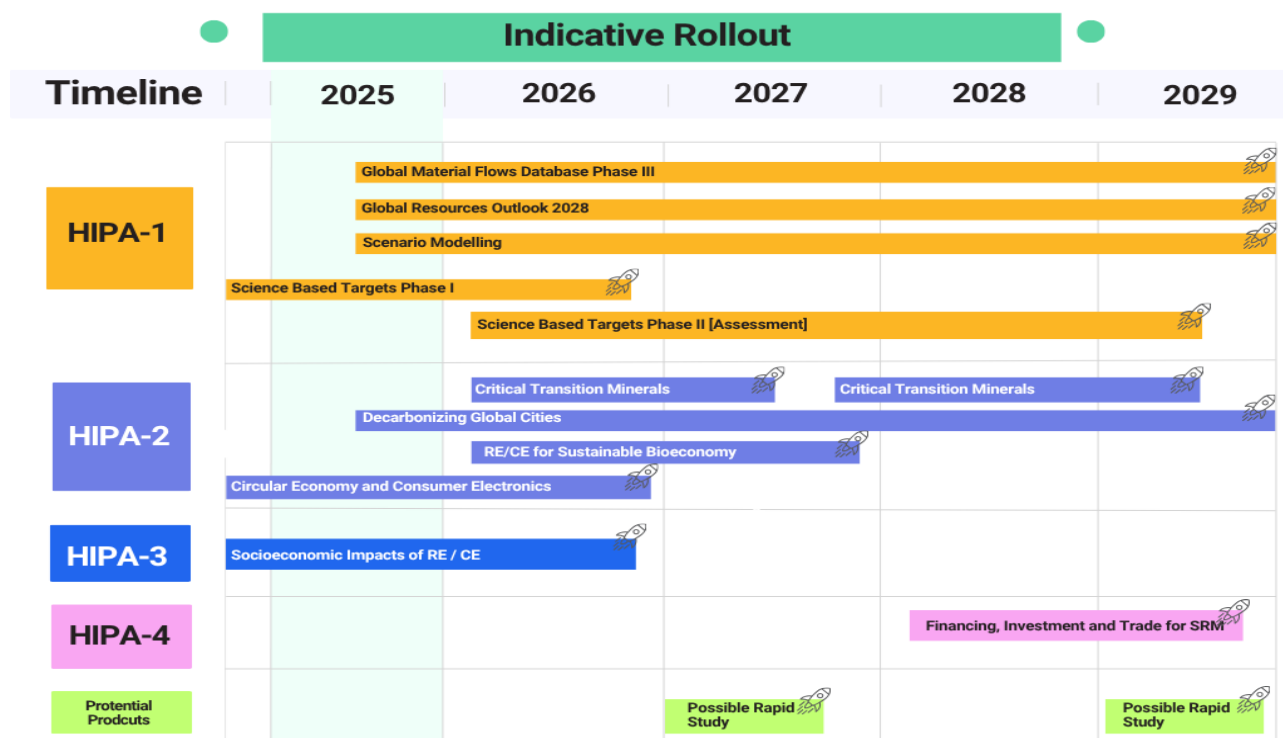 Indicative Rollout
Timeline
2025
2026
2027
2028
2029
HIPA-1
Global Material Flows Database Phase III
Global Resources Outlook 2028
Scenario Modelling
Science Based Targets Phase I
Science Based Targets Phase II [Assessment]
HIPA-2
Critical Transition Minerals
Critical Transition Minerals
Decarbonizing Global Cities
RE/CE for Sustainable Bioeconomy
Circular Economy and Consumer Electronics
HIPA-3
Socioeconomic Impacts of RE / CE
HIPA-4
Financing, Investment and Trade for SRM
Protential
Prodcuts
Possible Rapid
Study
Possible Rapid
Study